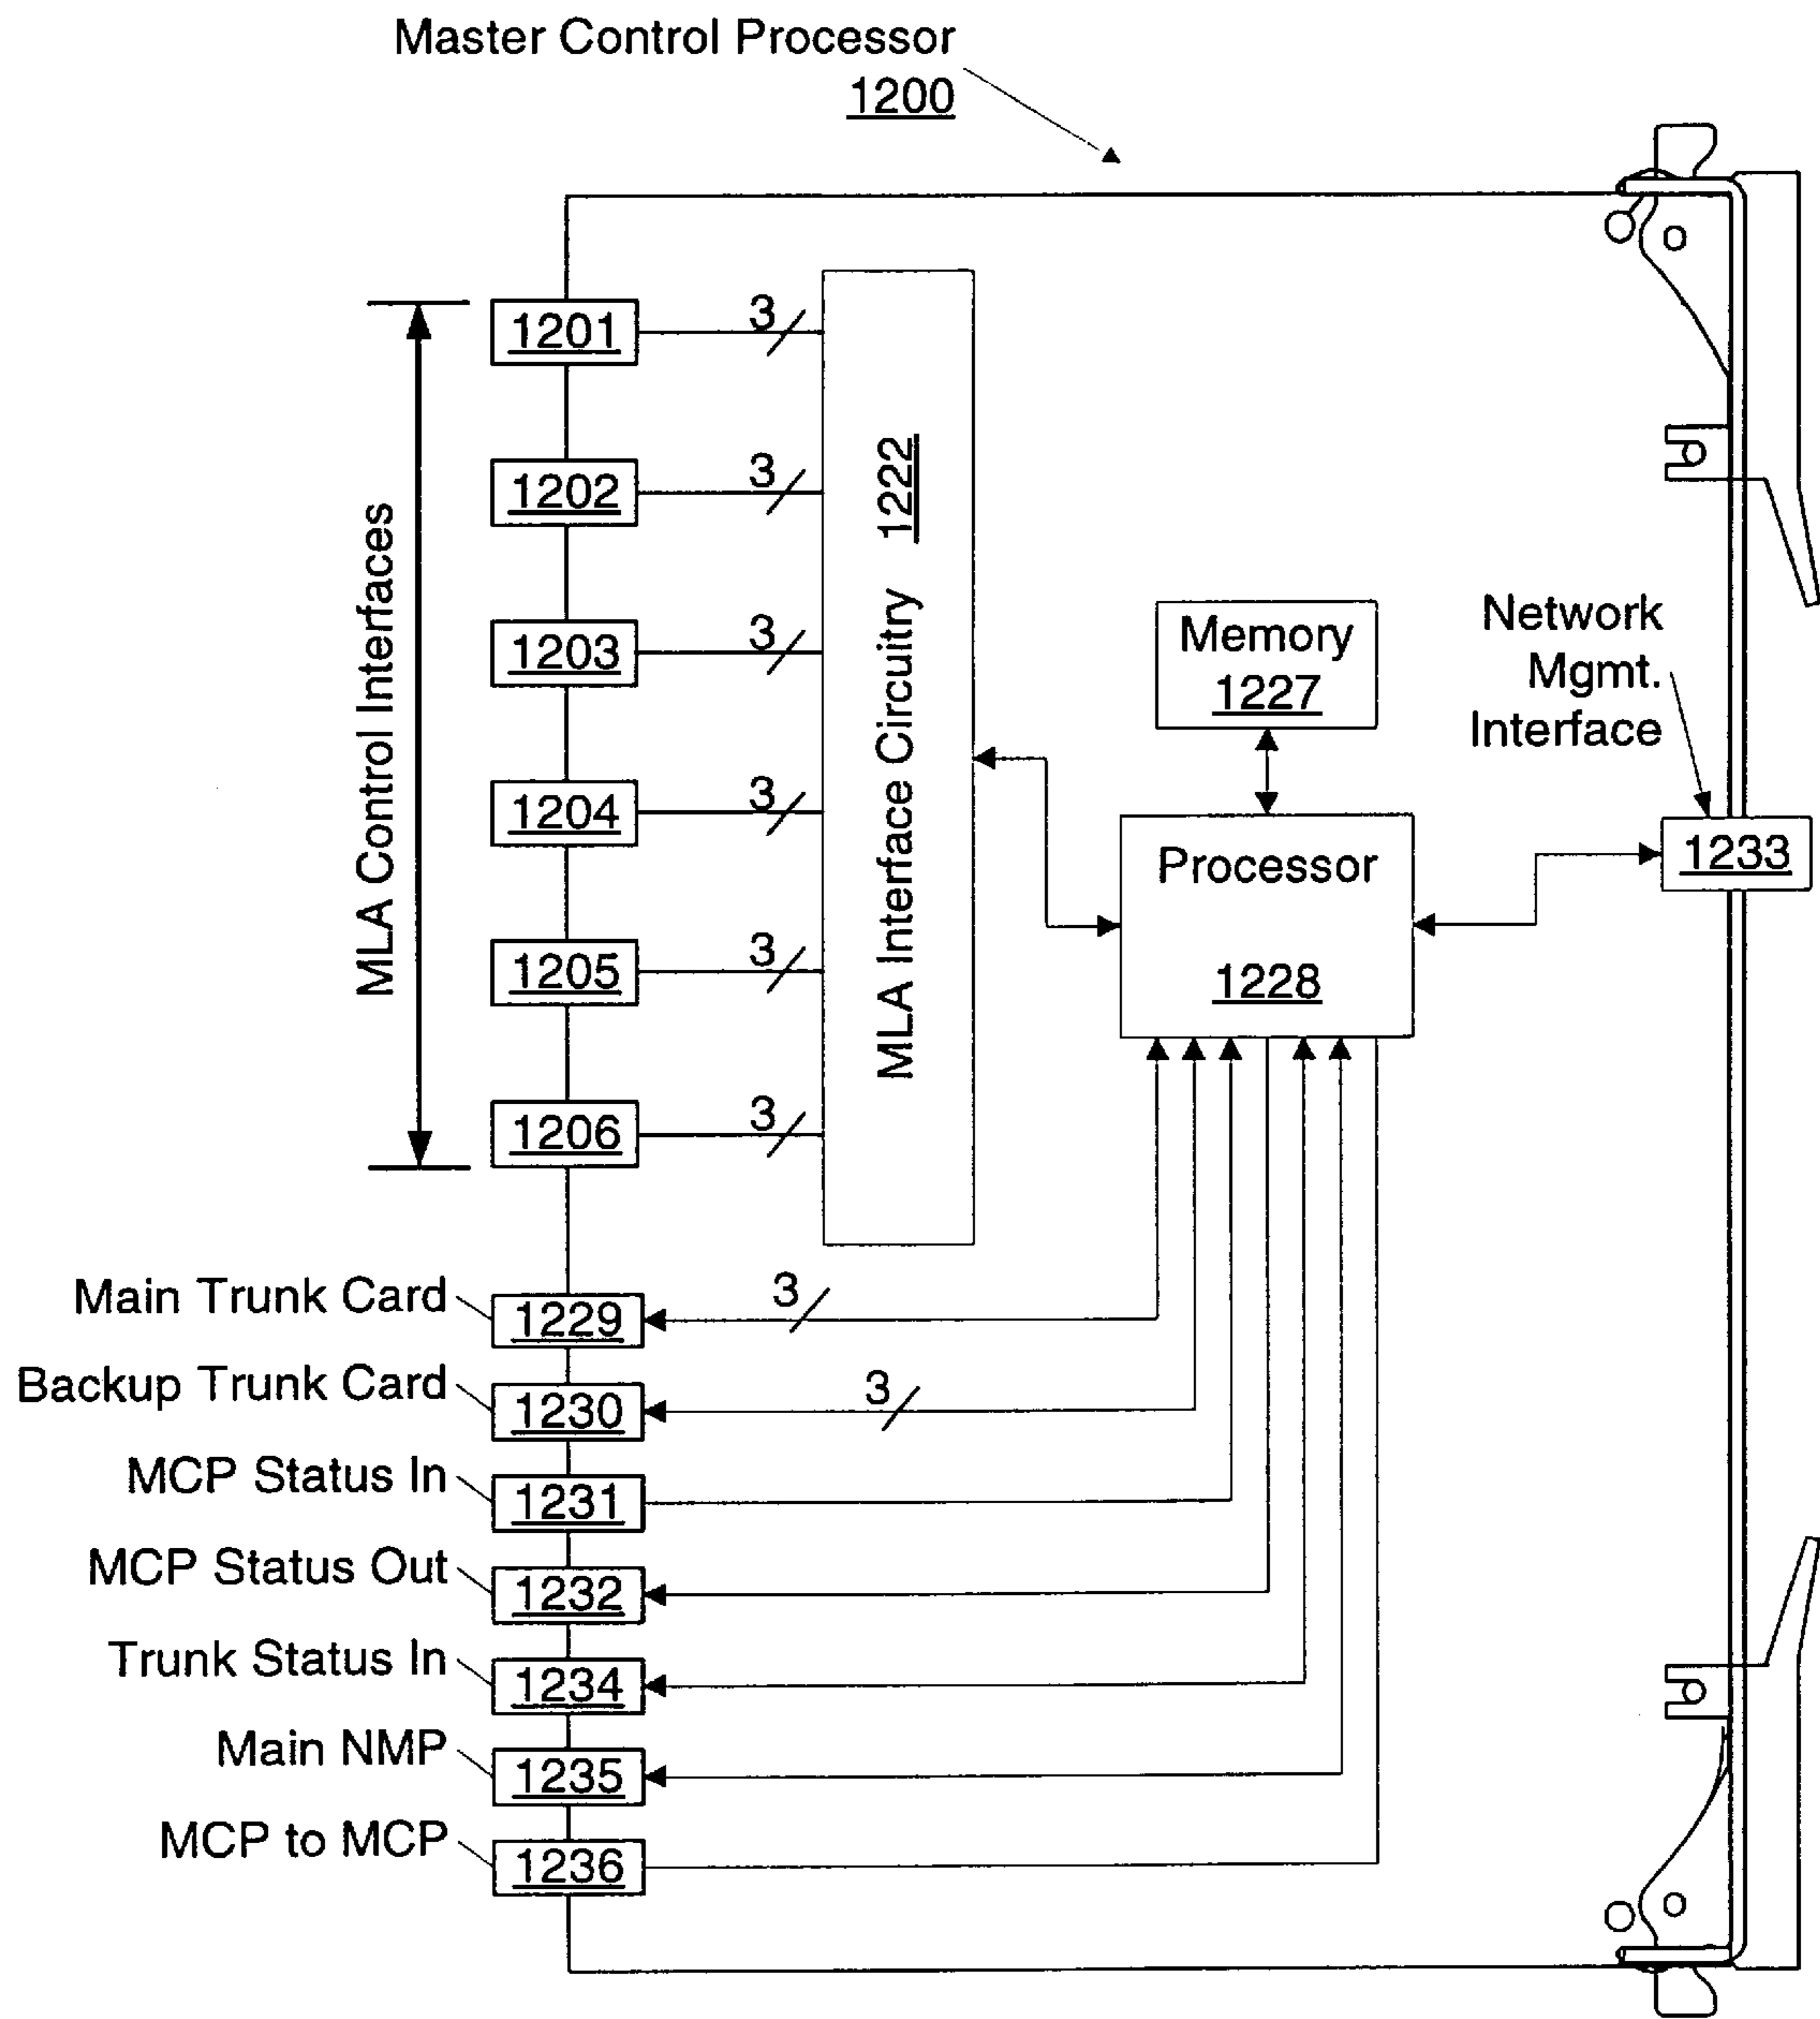 Master Control Processor
1200
MLA Control Interfaces
1201
3
1202
3
1203
3
1204
3
1205
3
1206
3
MLA Interface Circuitry 1222
Memory
1227
Processor
1228
Network
Mgmt.
Interface
1233
Main Trunk Card
1229
3
Backup Trunk Card
1230
3
MCP Status In
1231
MCP Status Out
1232
Trunk Status In
1234
Main NMP
1235
MCP to MCP
1236